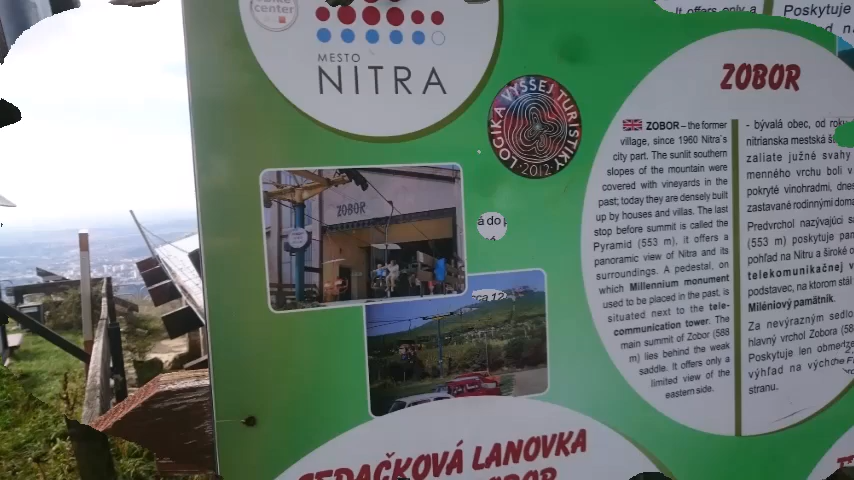 center
MESTO
NITRA
LOGIKA VYŠŠEJ TURISTIKY
·2012·
It offers only a
Poskytuje
ZOBOR
ZOBOR – the former
village, since 1960 Nitra`s
city part. The sunlit southern
slopes of the mountain were
covered with vineyards in the
past; today they are densely built
up by houses and villas. The last
stop before summit is called the
Pyramid (553 m), it offers a
panoramic view of Nitra and its
surroundings. A pedestal, on
which Millennium monument
used to be placed in the past, is
situated next to the tele-
communication tower. The
main summit of Zobor (588
m) lies behind the weak
saddle. It offers only a
limited view of the
eastern side.
- bývalá obec, od roku
nitrianska mestská
zaliate južné svahy
menného vrchu boli v
pokryté vinohradmi, dnes
zastavané rodinnými
Predvrchol nazývajúci
(553 m) poskytuje
pohľad na Nitru a široké
telekomunikačnej
podstavec, na ktorom stál
Miléniový pamätník.
Za nevýrazným sedlo
hlavný vrchol Zobora
Poskytuje len
výhľad na
stranu.
ZOBOR
a do
ca 12
SEDAČKOVÁ LANOVKA
ZOBOR